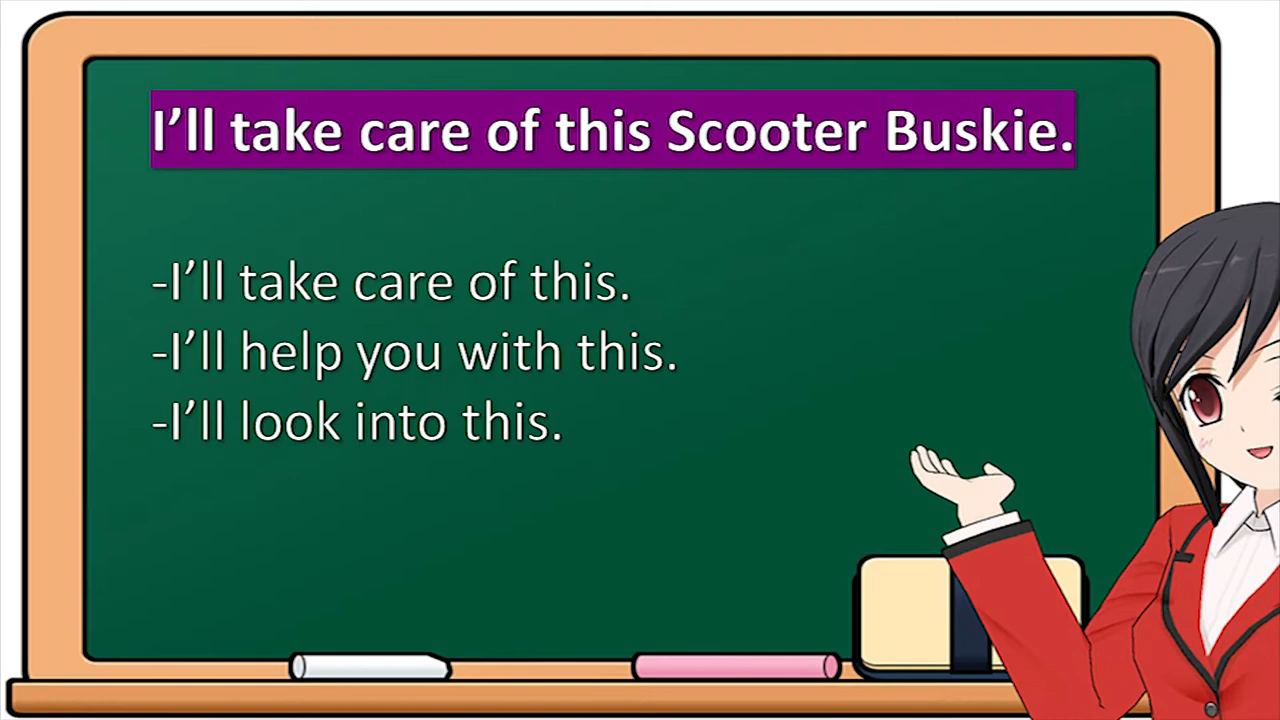 I’ll take care of this Scooter Buskie.
-I’ll take care of this.
-I’ll help you with this.
-I’ll look into this.